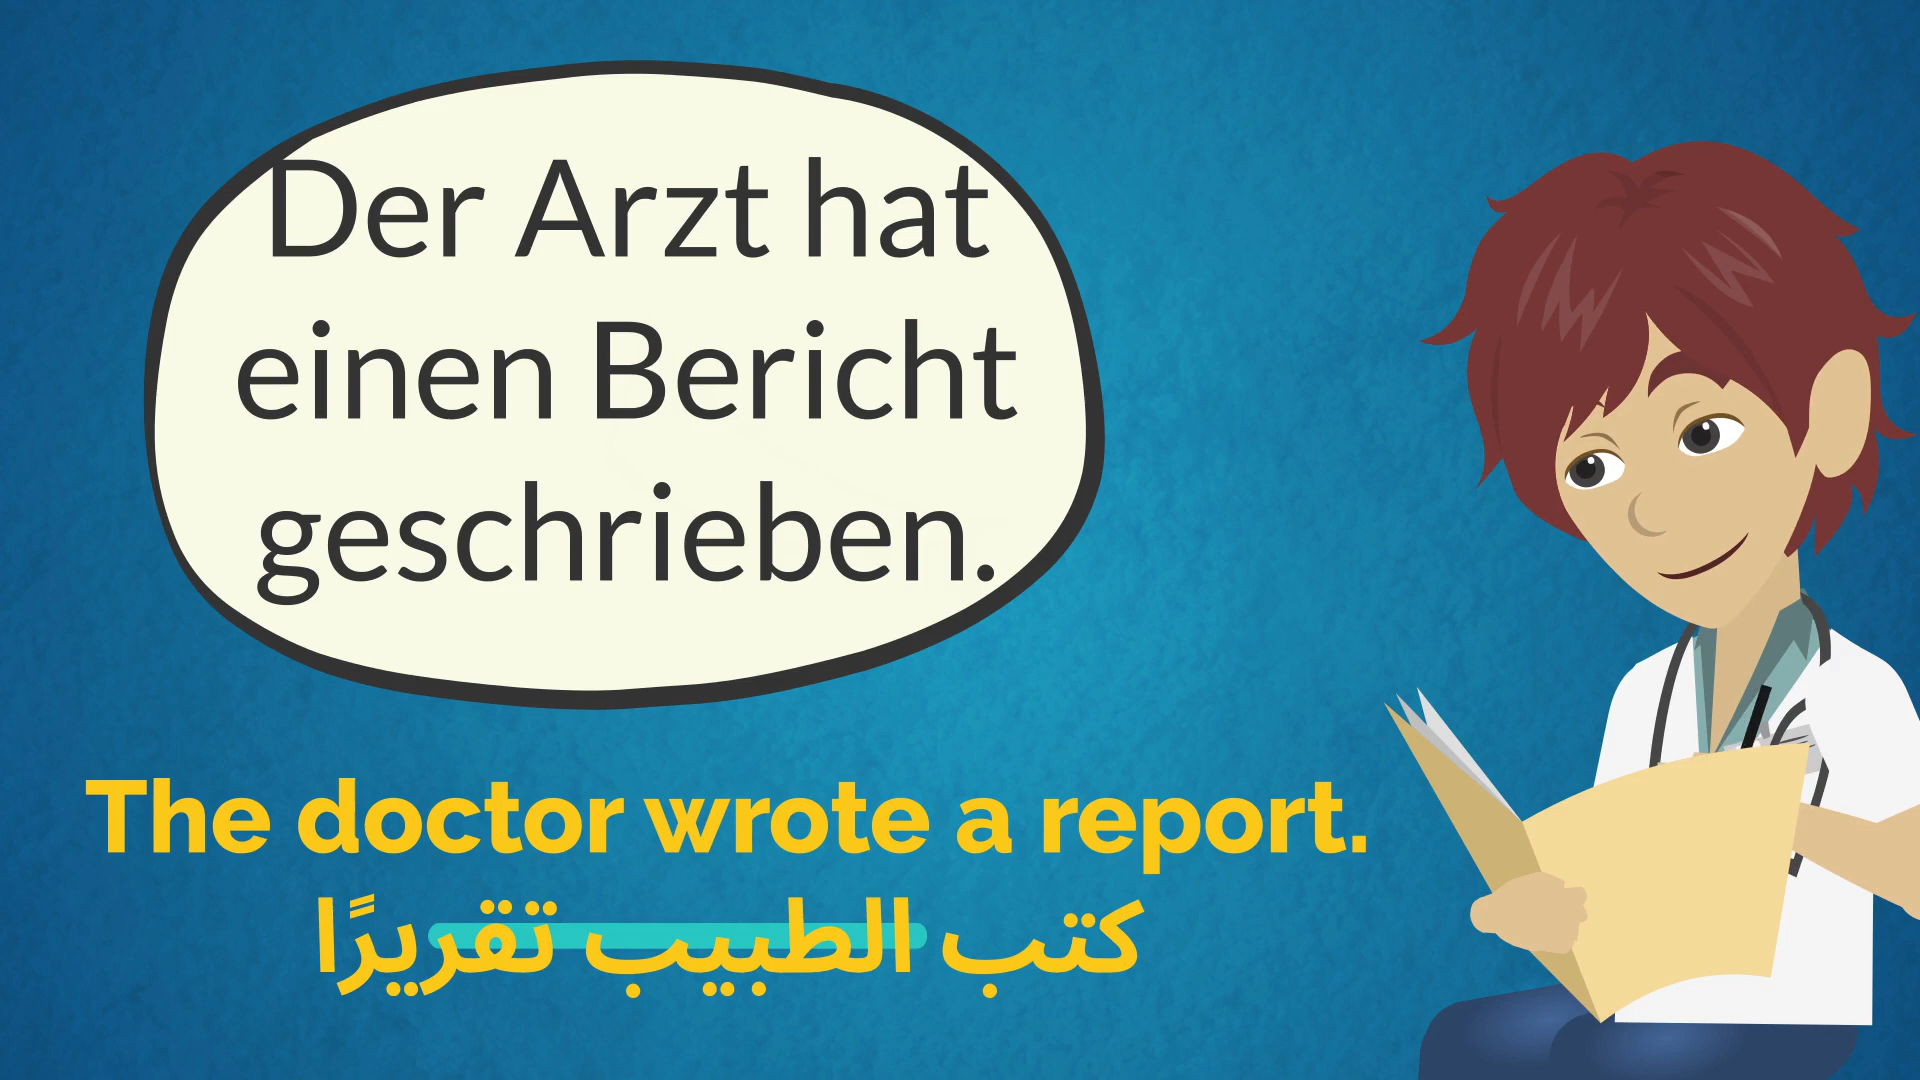 Der Arzt hat
einen Bericht
geschrieben.
The doctor wrote a report.
كتب الطبيب تقريرًا